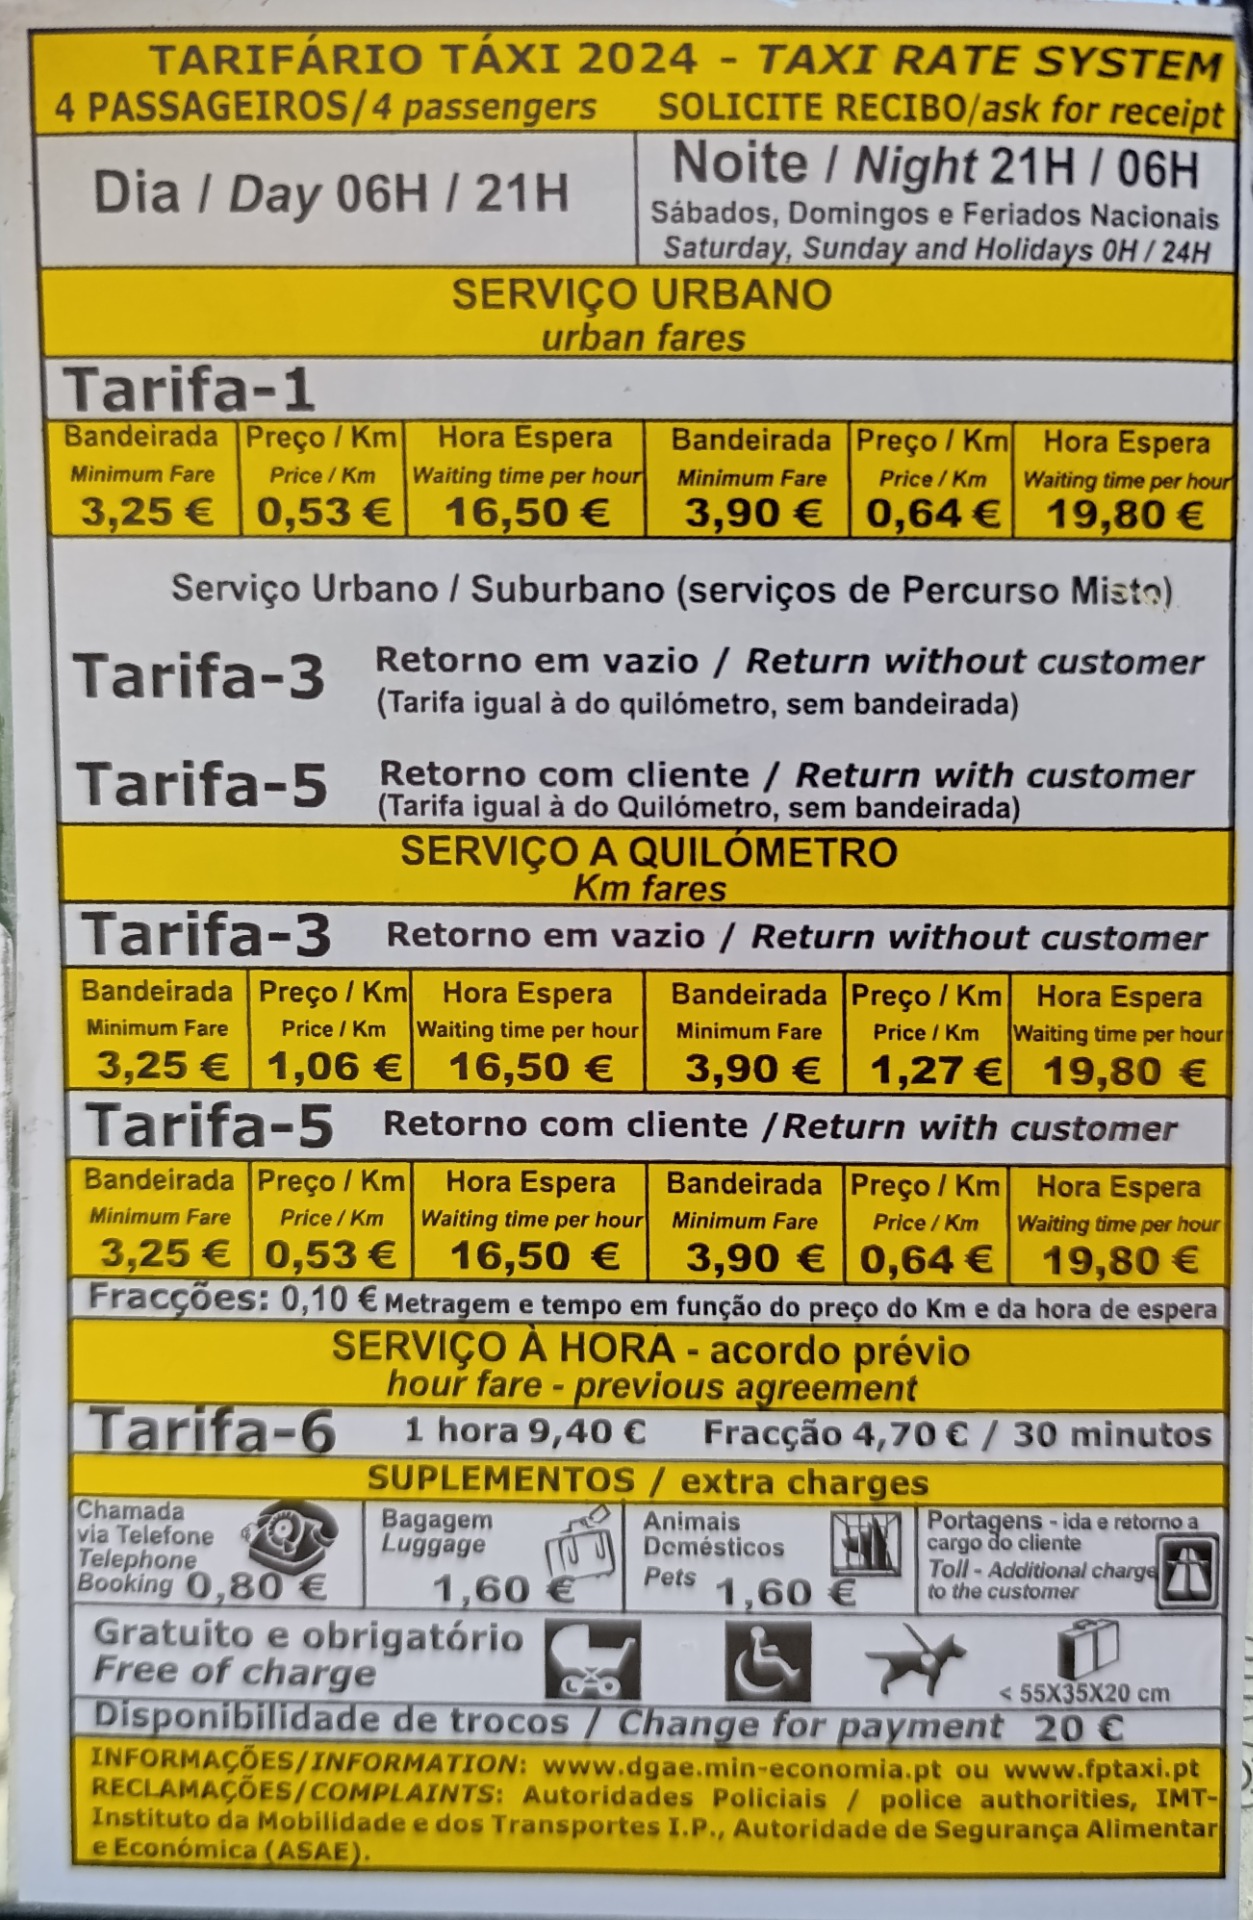 TARIFÁRIO TÁXI 2024 - TAXI RATE SYSTEM
4 PASSAGEIROS/4 passengers SOLICITE RECIBO/ask for receipt
Dia / Day 06H / 21H
Noite / Night 21H / 06H
Sábados, Domingos e Feriados Nacionais
Saturday, Sunday and Holidays 0H / 24H
SERVIÇO URBANO
urban fares
Tarifa-1
Bandeirada Preço / Km Hora Espera Bandeirada Preço / Km Hora Espera
Minimum Fare Price / Km Waiting time per hour Minimum Fare Price / Km Waiting time per hour
3,25 € 0,53 € 16,50 € 3,90 € 0,64 € 19,80 €
Serviço Urbano / Suburbano (serviços de Percurso Misto)
Tarifa-3 Retorno em vazio / Return without customer
(Tarifa igual à do quilómetro, sem bandeirada)
Tarifa-5 Retorno com cliente / Return with customer
(Tarifa igual à do Quilómetro, sem bandeirada)
SERVIÇO A QUILÓMETRO
Km fares
Tarifa-3 Retorno em vazio / Return without customer
Bandeirada Preço / Km Hora Espera Bandeirada Preço / Km Hora Espera
Minimum Fare Price / Km Waiting time per hour Minimum Fare Price / Km Waiting time per hour
3,25 € 1,06 € 16,50 € 3,90 € 1,27 € 19,80 €
Tarifa-5 Retorno com cliente /Return with customer
Bandeirada Preço / Km Hora Espera Bandeirada Preço / Km Hora Espera
Minimum Fare Price / Km Waiting time per hour Minimum Fare Price / Km Waiting time per hour
3,25 € 0,53 € 16,50 € 3,90 € 0,64 € 19,80 €
Fracções: 0,10 € Metragem e tempo em função do preço do Km e da hora de espera
SERVIÇO À HORA - acordo prévio
hour fare - previous agreement
Tarifa-6 1 hora 9,40 € Fracção 4,70 € / 30 minutos
SUPLEMENTOS / extra charges
Chamada
via Telefone
Telephone
Booking 0,80 €
Bagagem
Luggage
1,60 €
Animais
Domésticos
Pets 1,60 €
Portagens - ida e retorno a
cargo do cliente
Toll - Additional charge
to the customer
Gratuito e obrigatório
Free of charge
< 55X35X20 cm
Disponibilidade de trocos / Change for payment 20 €
INFORMAÇÕES/INFORMATION: www.dgae.min-economia.pt ou www.fptaxi.pt
RECLAMAÇÕES/COMPLAINTS: Autoridades Policiais / police authorities, IMT-
Instituto da Mobilidade e dos Transportes I.P., Autoridade de Segurança Alimentar
e Económica (ASAE).